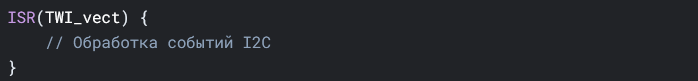 ISR(TWI_vect) {
    // Обработка событий I2C
}